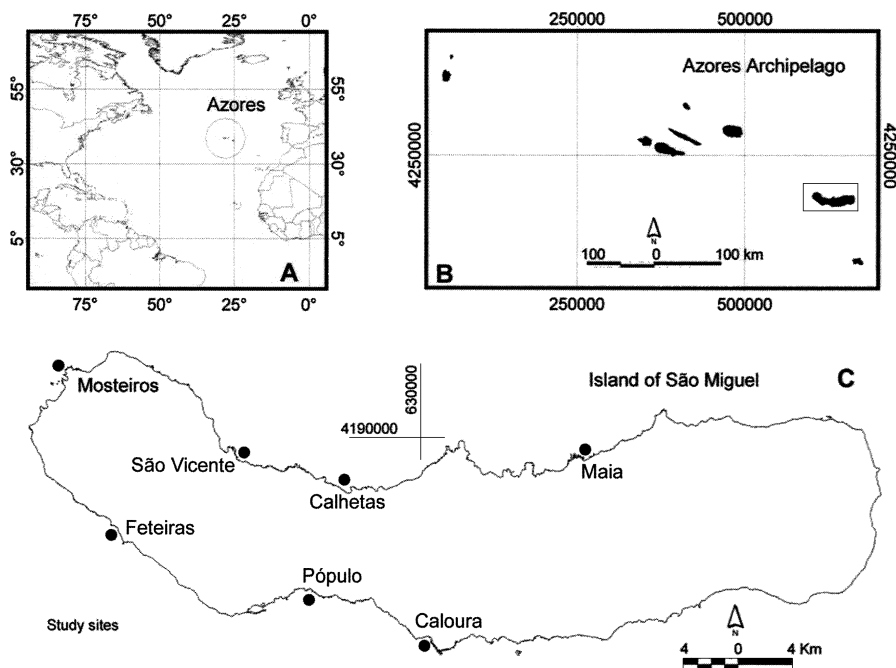 75° 50° 25° 0°
55°
30°
5°
55°
30°
5°
Azores
A
75° 50° 25° 0°
250000 500000
Azores Archipelago
4250000
4250000
N
100 0 100 km
B
250000 500000
Island of São Miguel
C
630000
4190000
Mosteiros
São Vicente
Calhetas
Maia
Feteiras
Pópulo
Caloura
Study sites
N
4 0 4 Km